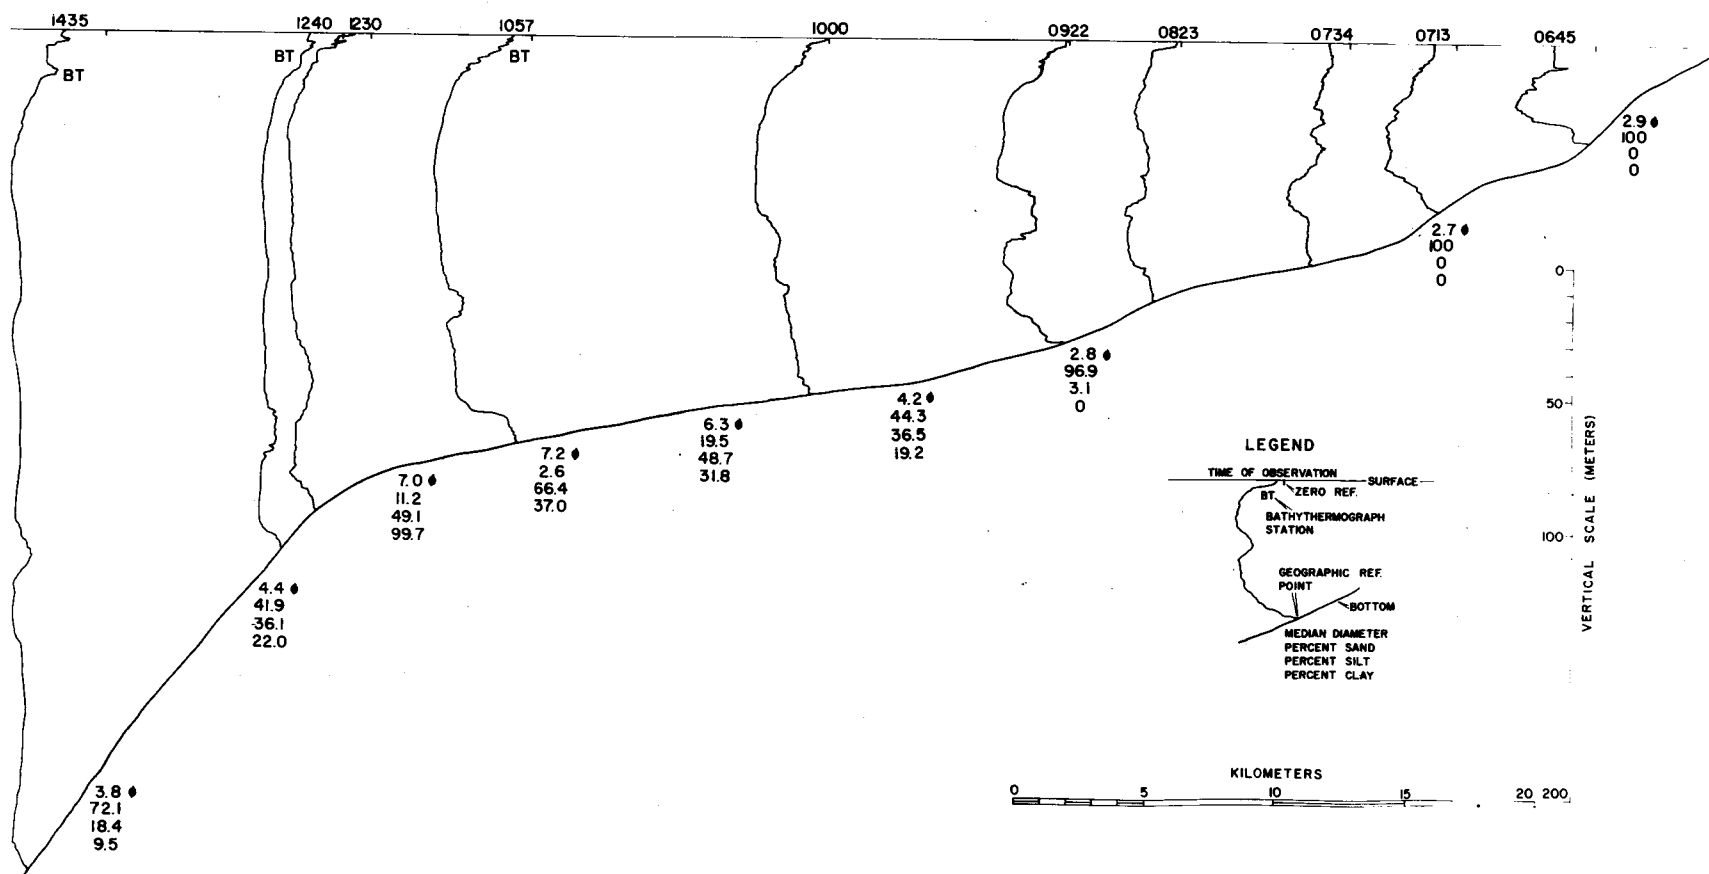 1435
1240
1230
1057
1000
0922
0823
0734
0713
0645
BT
BT
BT
2.9 ϕ
100
0
0
2.7 ϕ
100
0
0
2.8 ϕ
96.9
3.1
0
4.2 ϕ
44.3
36.5
19.2
6.3 ϕ
19.5
48.7
31.8
7.2 ϕ
2.6
66.4
37.0
7.0 ϕ
11.2
49.1
99.7
4.4 ϕ
41.9
36.1
22.0
3.8 ϕ
72.1
18.4
9.5
0
50
100
200
VERTICAL SCALE (METERS)
LEGEND
TIME OF OBSERVATION
SURFACE
ZERO REF.
BT
BATHYTHERMOGRAPH
STATION
GEOGRAPHIC REF.
POINT
BOTTOM
MEDIAN DIAMETER
PERCENT SAND
PERCENT SILT
PERCENT CLAY
KILOMETERS
0 5 10 15 20